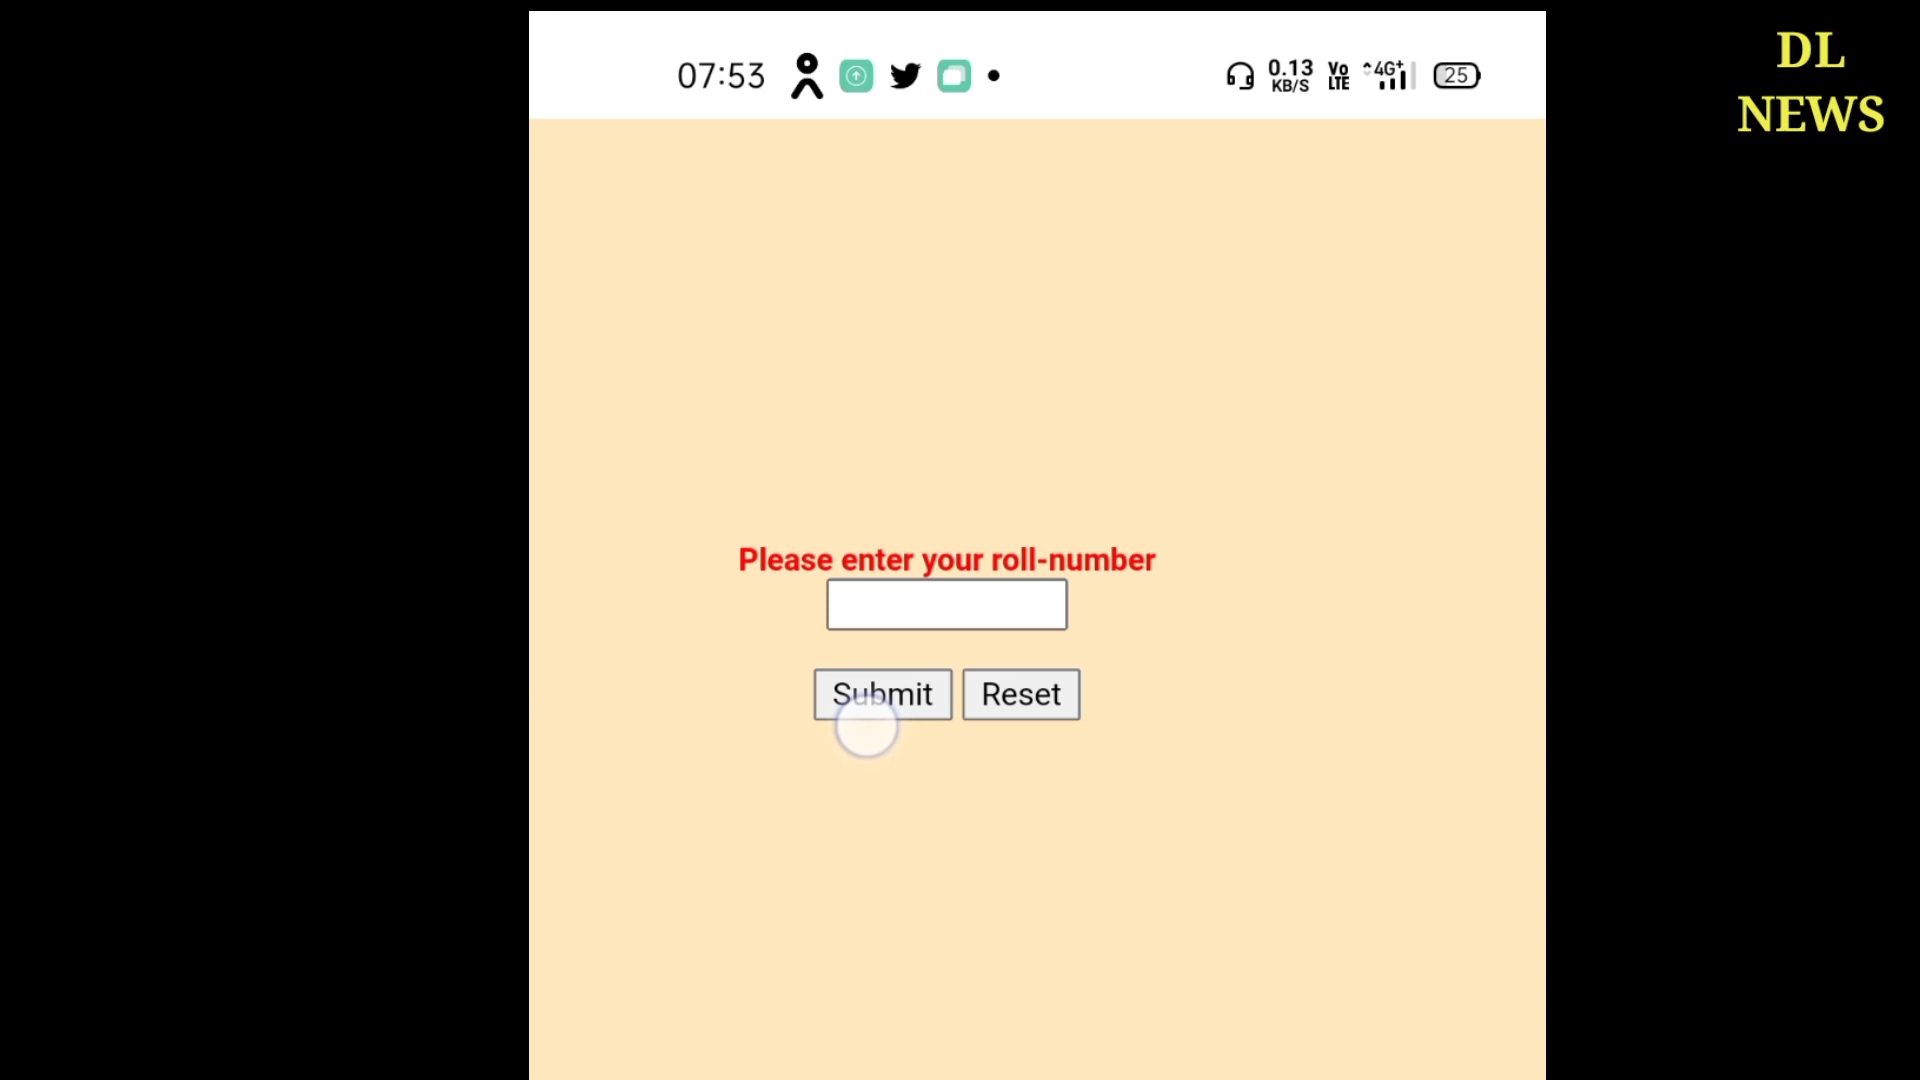 07:53
0.13
KB/S
Vo
LTE
4G+
25
DL
NEWS
Please enter your roll-number
Submit
Reset